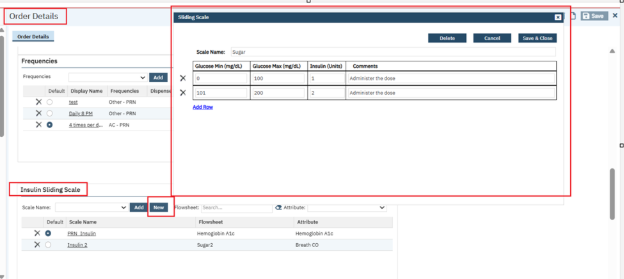 Order Details
Save
Order Details
Sliding Scale
Delete
Cancel
Save & Close
Scale Name: Sugar
Glucose Min (mg/dL) Glucose Max (mg/dL) Insulin (Units) Comments
0 100 1 Administer the dose
101 200 2 Administer the dose
Add Row
Frequencies
Frequencies Add
Default Display Name Frequencies Dispense
test Other - PRN
Daily 8 PM Other - PRN
4 times per d... AC - PRN
Insulin Sliding Scale
Scale Name: Add New Flowsheet: Search... Attribute:
Default Scale Name Flowsheet Attribute
PRN_Insulin Hemoglobin A1c Hemoglobin A1c
Insulin 2 Sugar2 Breath CO